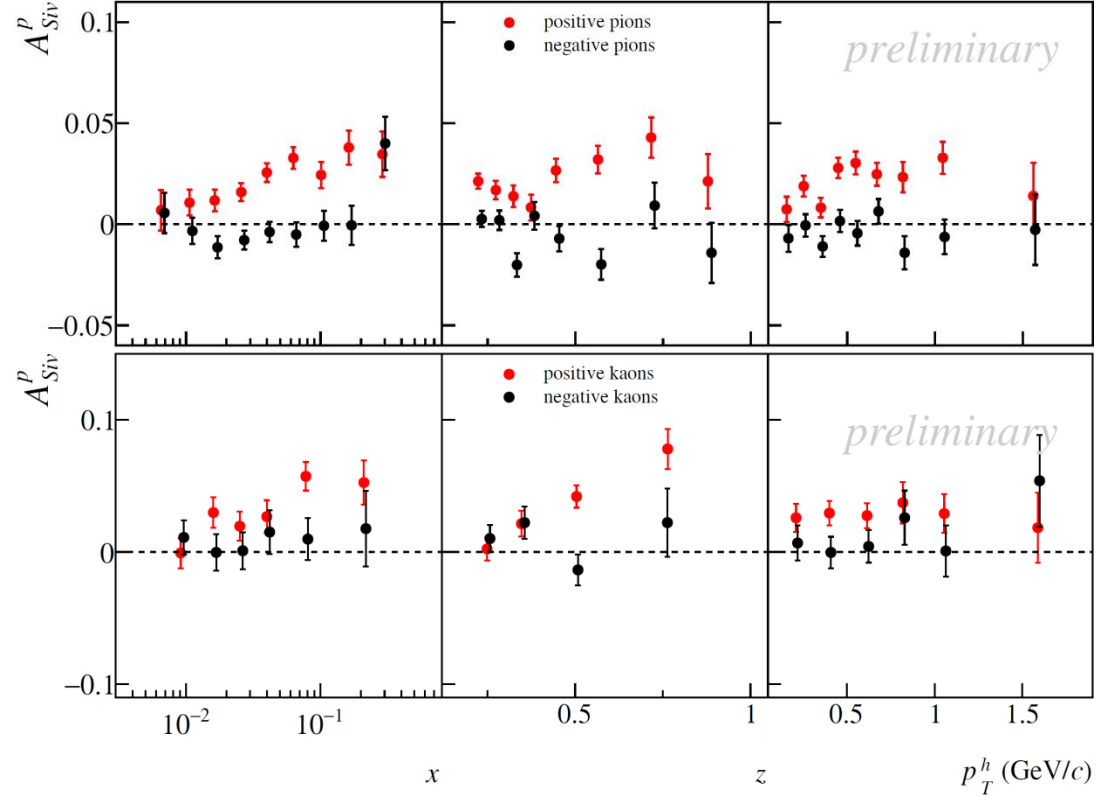 A^p_Siv
0.1
0.05
0
−0.05
positive pions
negative pions
preliminary
A^p_Siv
0.1
0
−0.1
positive kaons
negative kaons
preliminary
10^−2 10^−1 0.5 1 0.5 1 1.5
x z p^h_T (GeV/c)